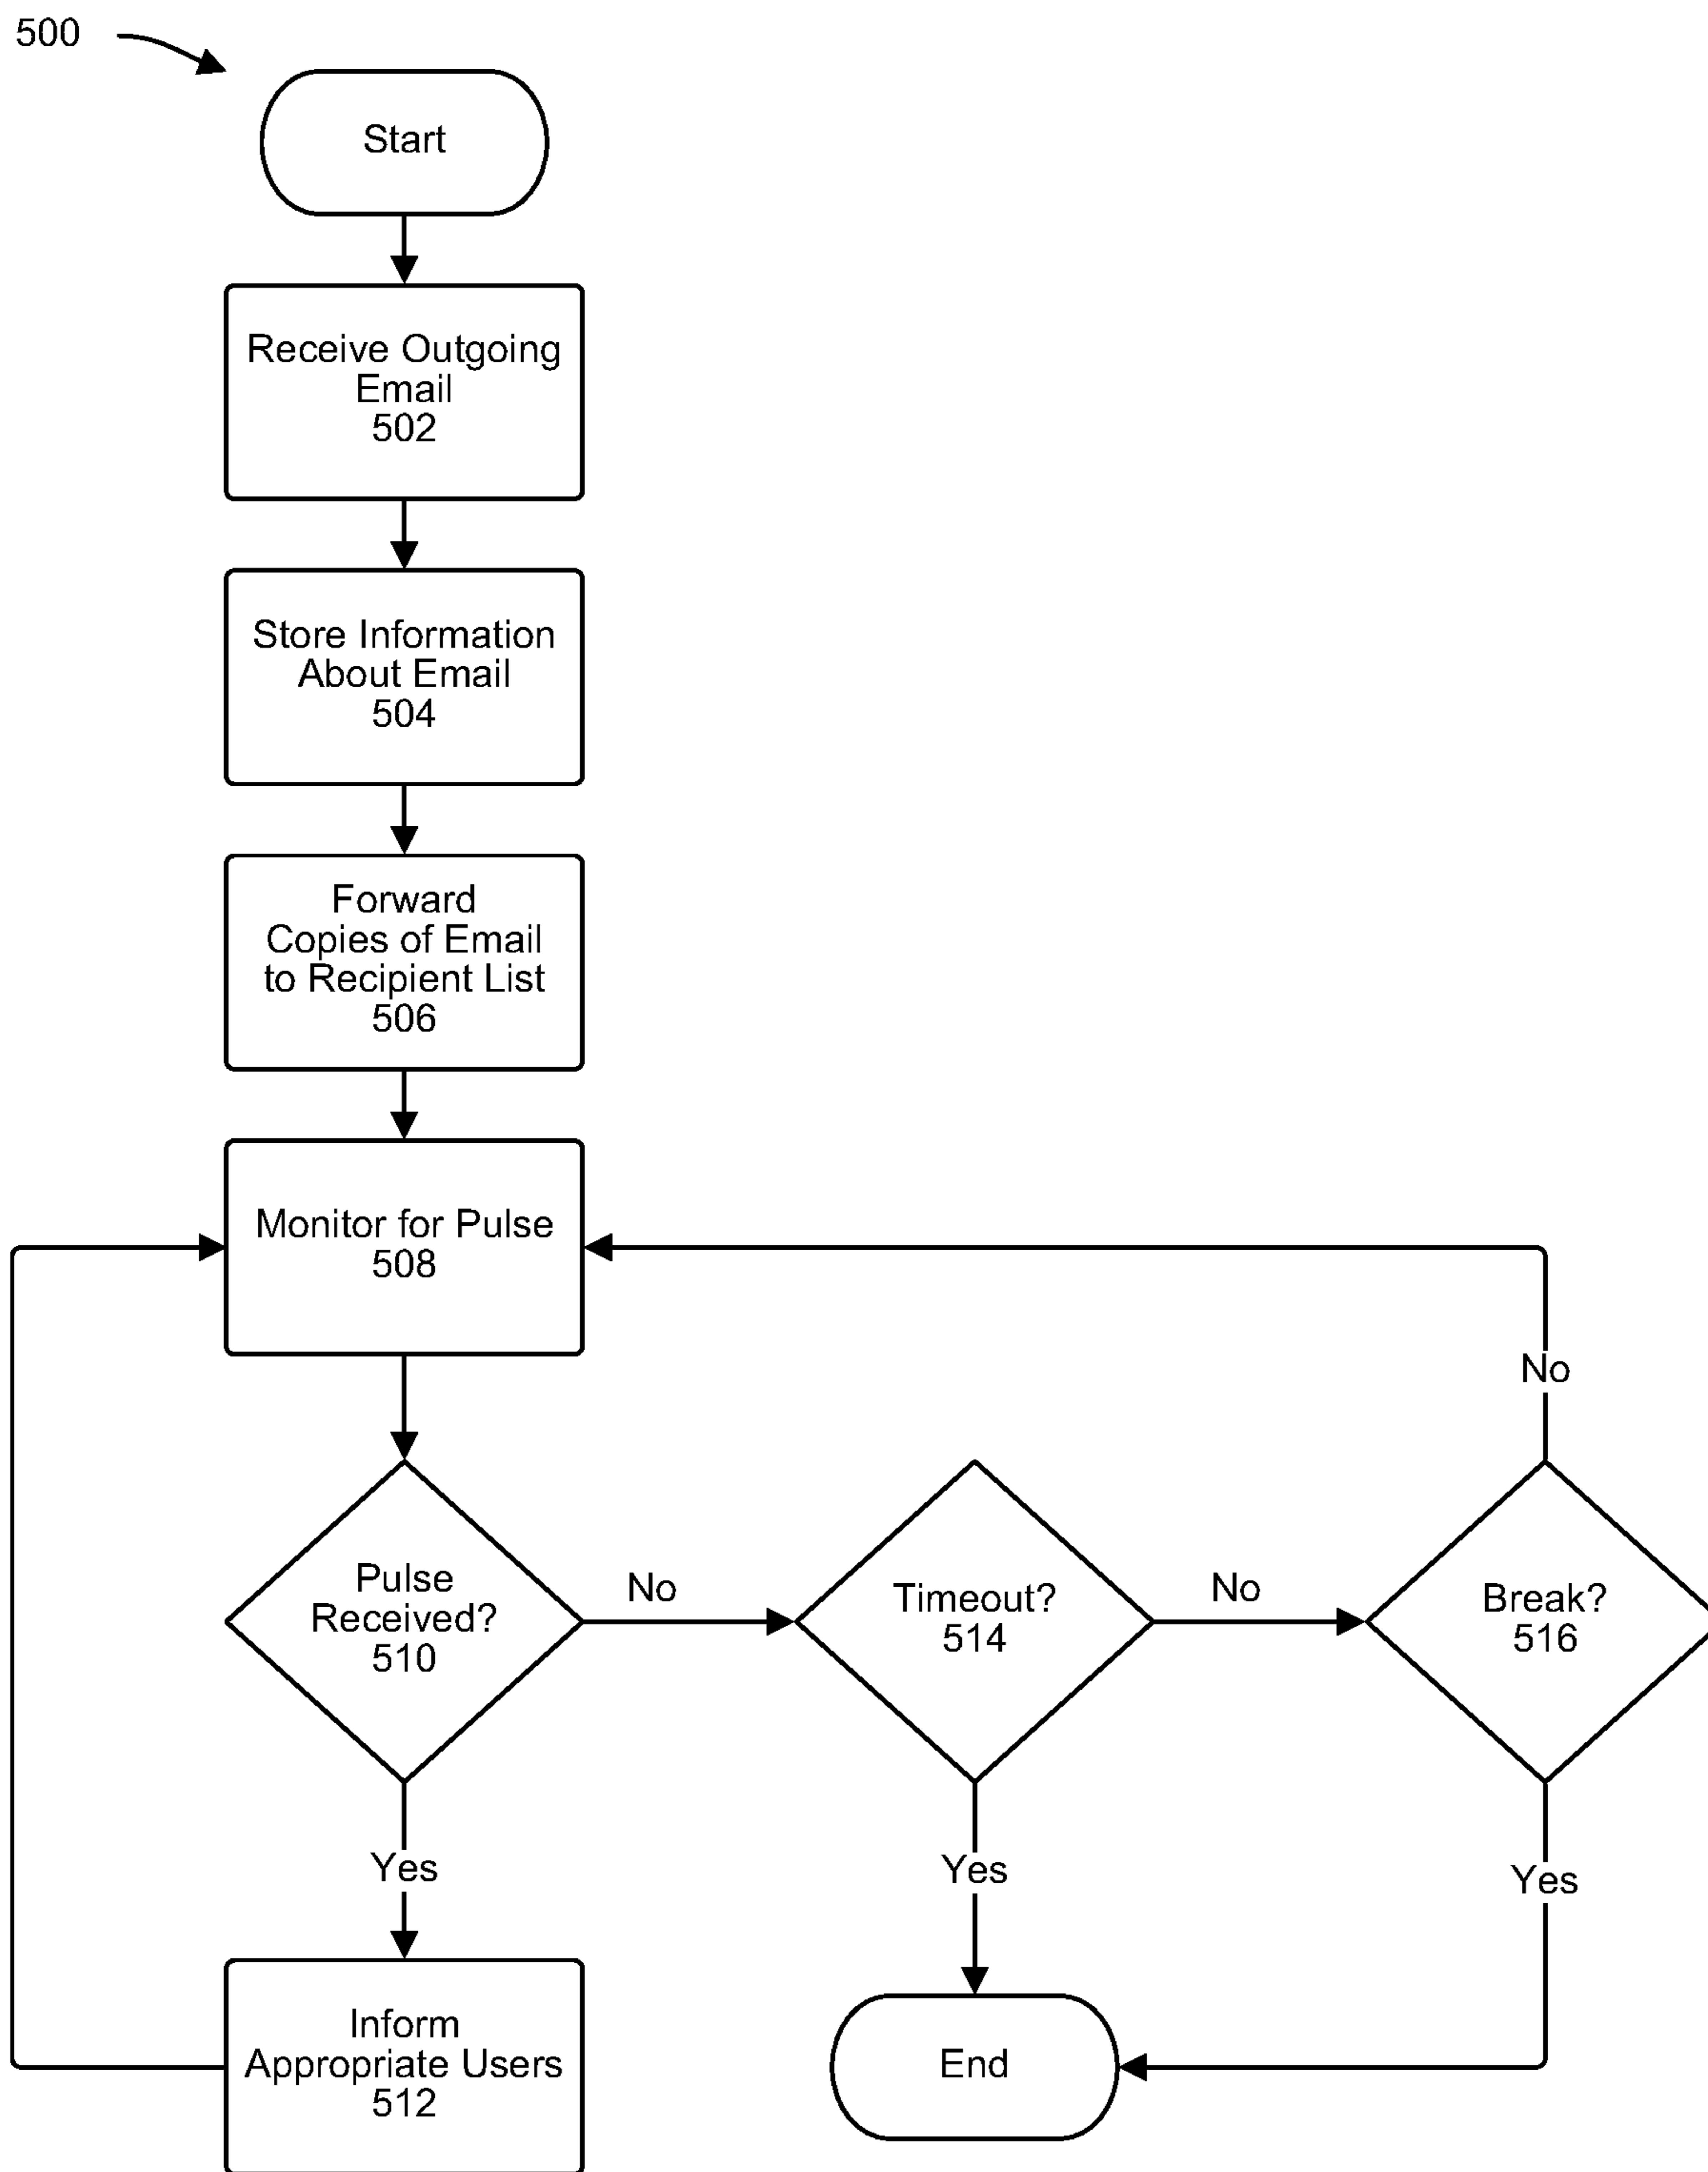 500
Start
Receive Outgoing
Email
502
Store Information
About Email
504
Forward
Copies of Email
to Recipient List
506
Monitor for Pulse
508
No
Pulse
Received?
510
No
Timeout?
514
No
Break?
516
Yes
Yes
Yes
Inform
Appropriate Users
512
End